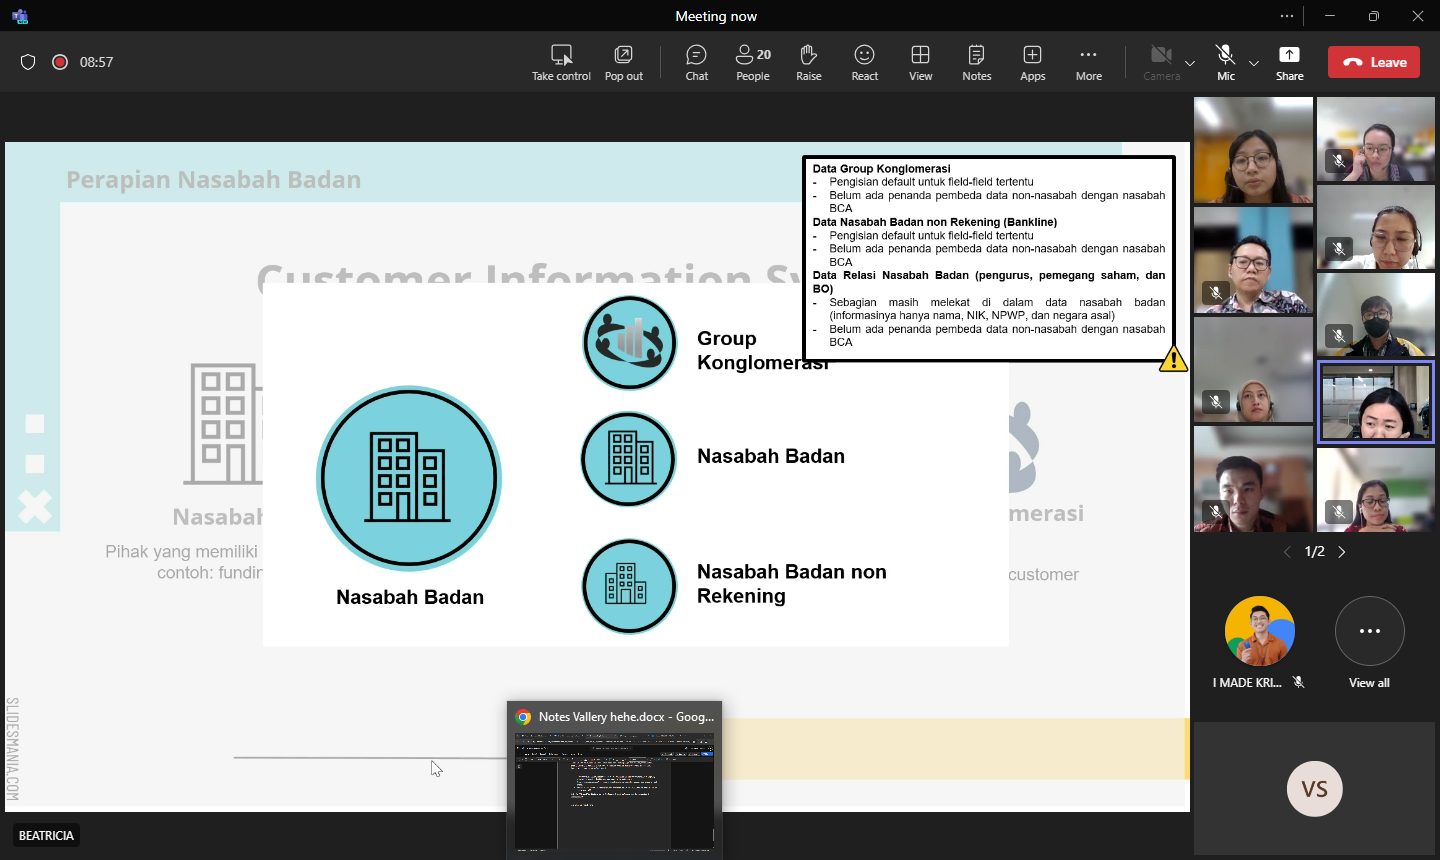 Meeting now
08:57
Take control
Pop out
Chat
People
20
Raise
React
View
Notes
Apps
More
Camera
Mic
Share
Leave
Perapian Nasabah Badan
Customer Information Sy
Data Group Konglomerasi
- Pengisian default untuk field-field tertentu
- Belum ada penanda pembeda data non-nasabah dengan nasabah
BCA
Data Nasabah Badan non Rekening (Bankline)
- Pengisian default untuk field-field tertentu
- Belum ada penanda pembeda data non-nasabah dengan nasabah
BCA
Data Relasi Nasabah Badan (pengurus, pemegang saham, dan
BO)
- Sebagian masih melekat di dalam data nasabah badan
(informasinya hanya nama, NIK, NPWP, dan negara asal)
- Belum ada penanda pembeda data non-nasabah dengan nasabah
BCA
Group
Konglomerasi
Nasabah Badan
Nasabah Badan non
Rekening
Nasabah Badan
Nasabah
Pihak yang memiliki
contoh: fundin
merasi
customer
SLIDESMANIA.COM
Notes Vallery hehe.docx - Goog...
BEATRICIA
1/2
I MADE KRI...
View all
VS